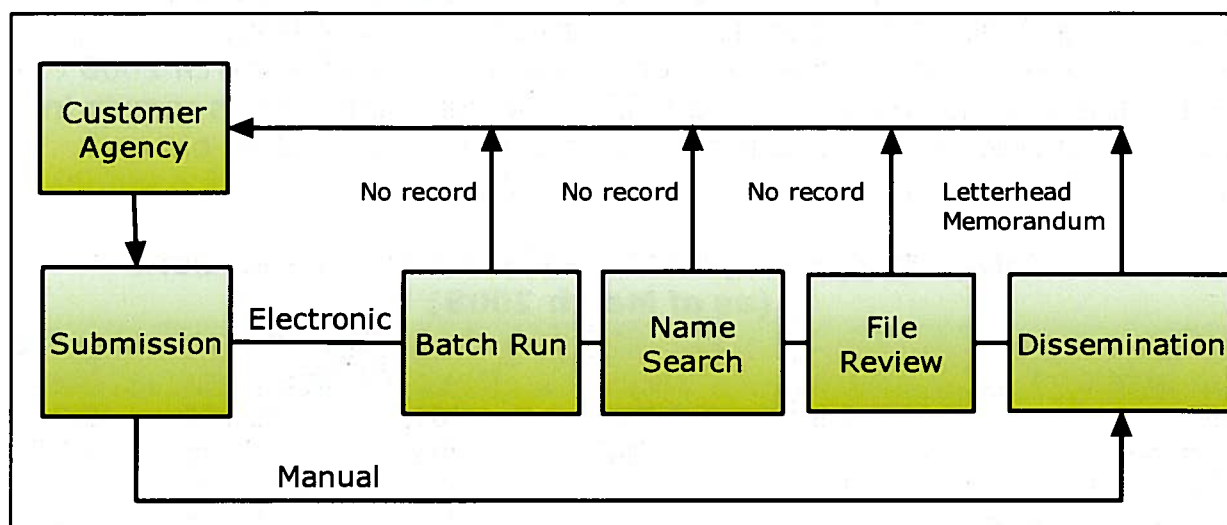 Customer
Agency
No record
No record
No record
Letterhead
Memorandum
Submission
Electronic
Batch Run
Name
Search
File
Review
Dissemination
Manual